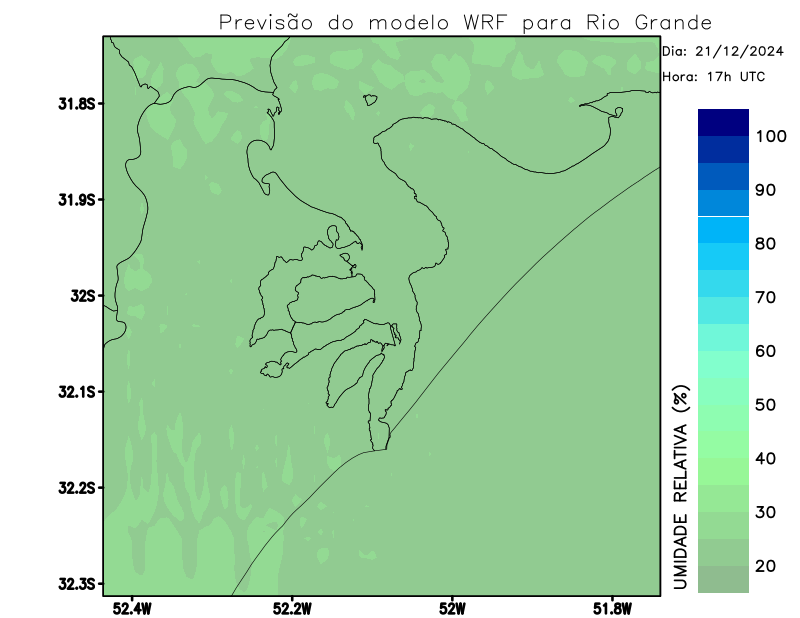 Previsão do modelo WRF para Rio Grande
Dia: 21/12/2024
Hora: 17h UTC
31.8S
31.9S
32S
32.1S
32.2S
32.3S
52.4W
52.2W
52W
51.8W
100
90
80
70
60
50
40
30
20
UMIDADE RELATIVA (%)